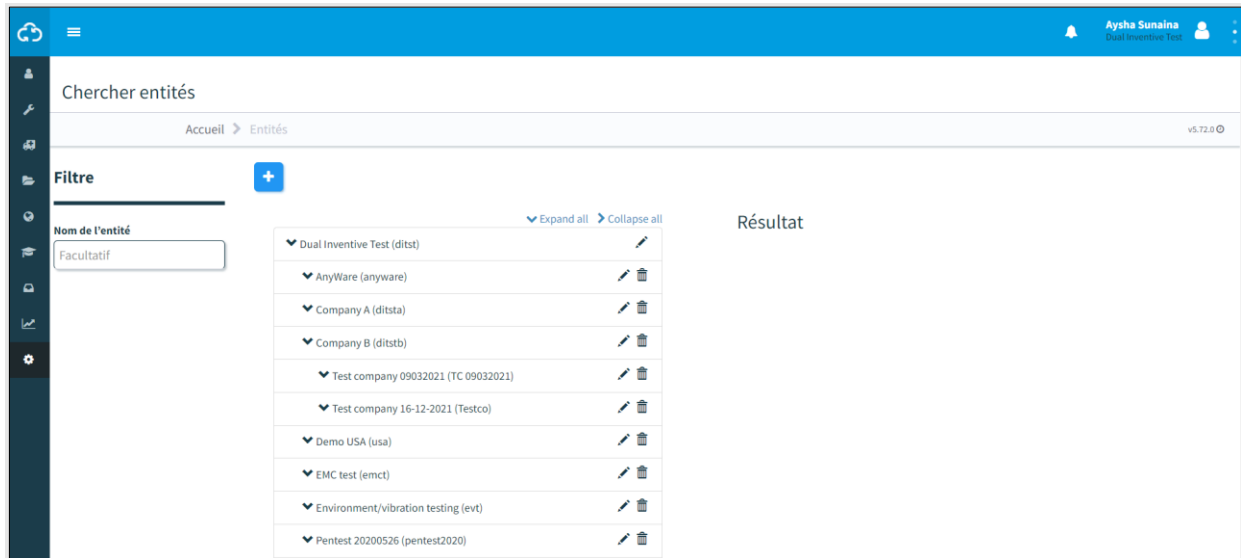 Aysha Sunaina
Dual Inventive Test
Chercher entités
Accueil Entités
v5.72.0
Filtre
Nom de l'entité
Facultatif
Expand all Collapse all
Résultat
Dual Inventive Test (ditst)
AnyWare (anyware)
Company A (ditsta)
Company B (ditstb)
Test company 09032021 (TC 09032021)
Test company 16-12-2021 (Testco)
Demo USA (usa)
EMC test (emct)
Environment/vibration testing (evt)
Pentest 20200526 (pentest2020)